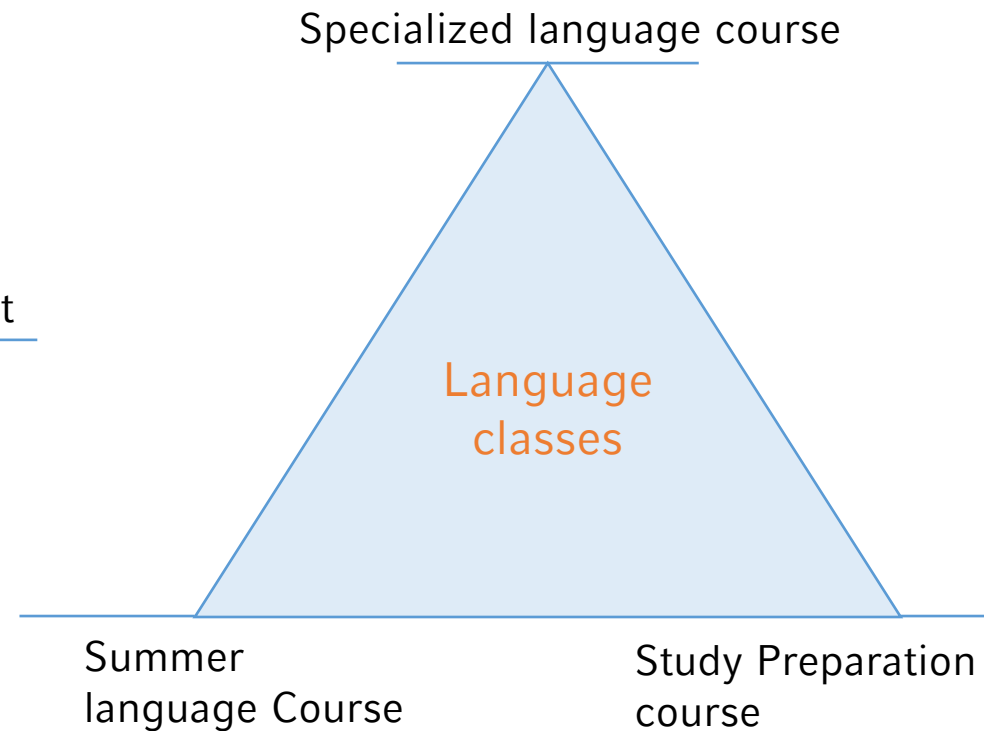 Specialized language course
t
Language
classes
Summer
language Course
Study Preparation
course